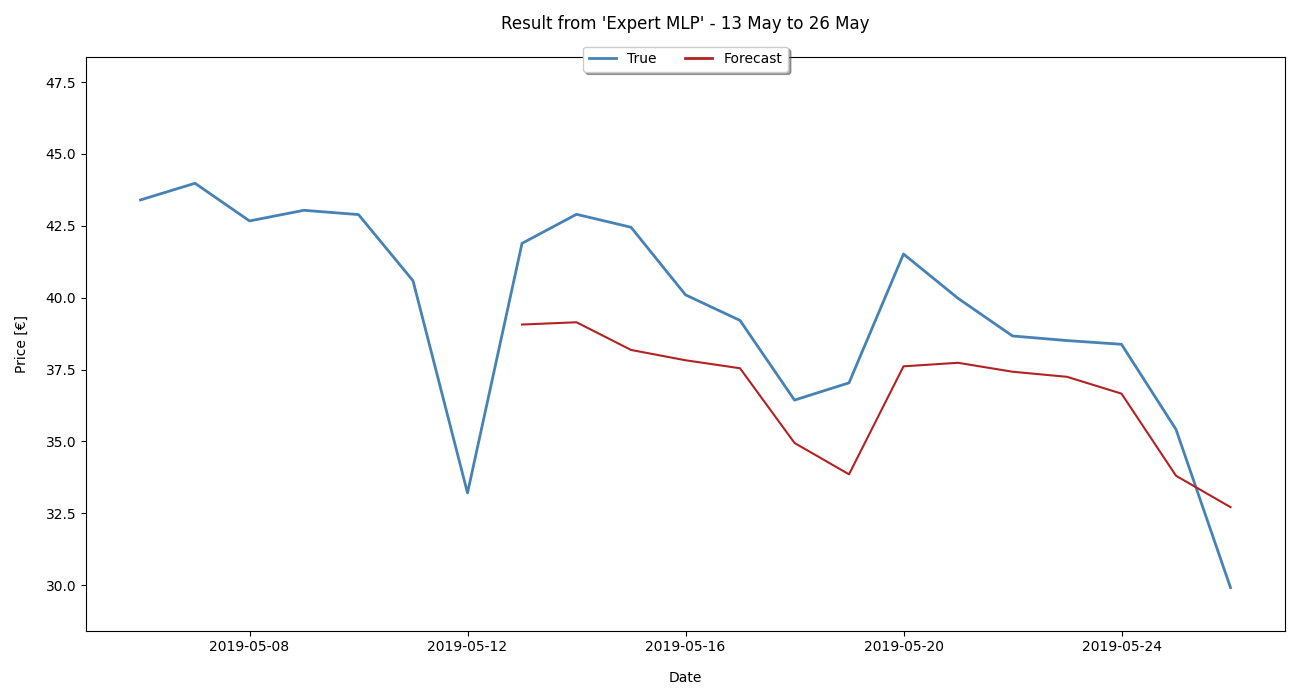 Result from 'Expert MLP' - 13 May to 26 May
True Forecast
47.5
45.0
42.5
40.0
37.5
35.0
32.5
30.0
Price [€]
2019-05-08 2019-05-12 2019-05-16 2019-05-20 2019-05-24
Date